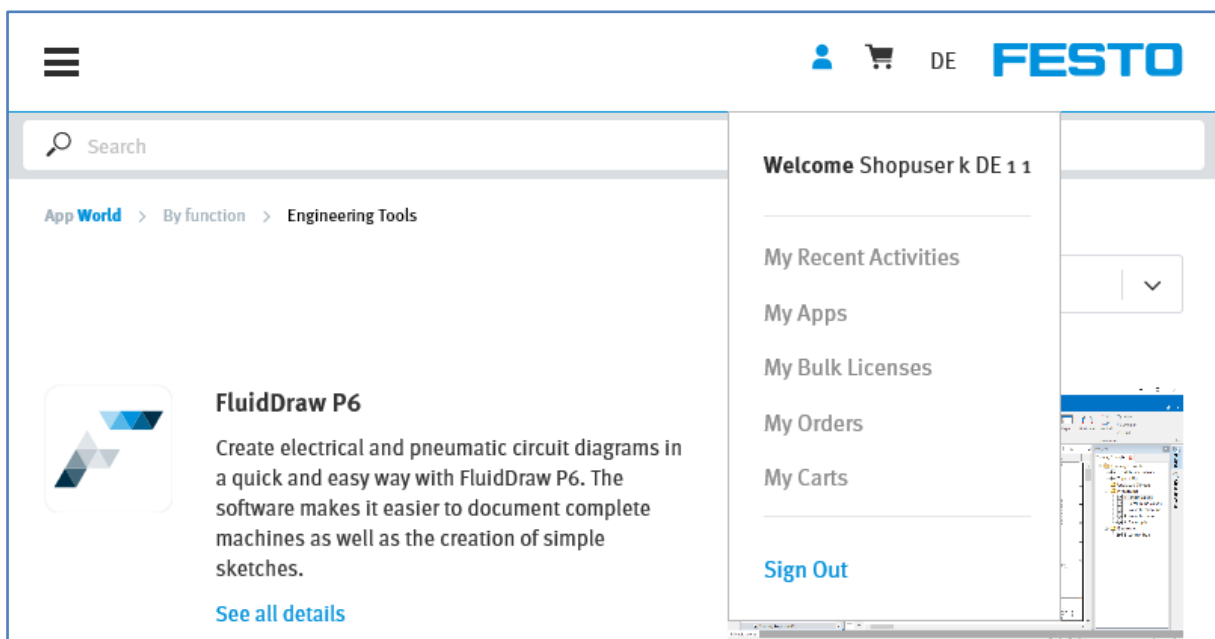 DE FESTO
Search
App World > By function > Engineering Tools
Welcome Shopuser k DE 1 1
My Recent Activities
My Apps
My Bulk Licenses
My Orders
My Carts
Sign Out
FluidDraw P6
Create electrical and pneumatic circuit diagrams in
a quick and easy way with FluidDraw P6. The
software makes it easier to document complete
machines as well as the creation of simple
sketches.
See all details